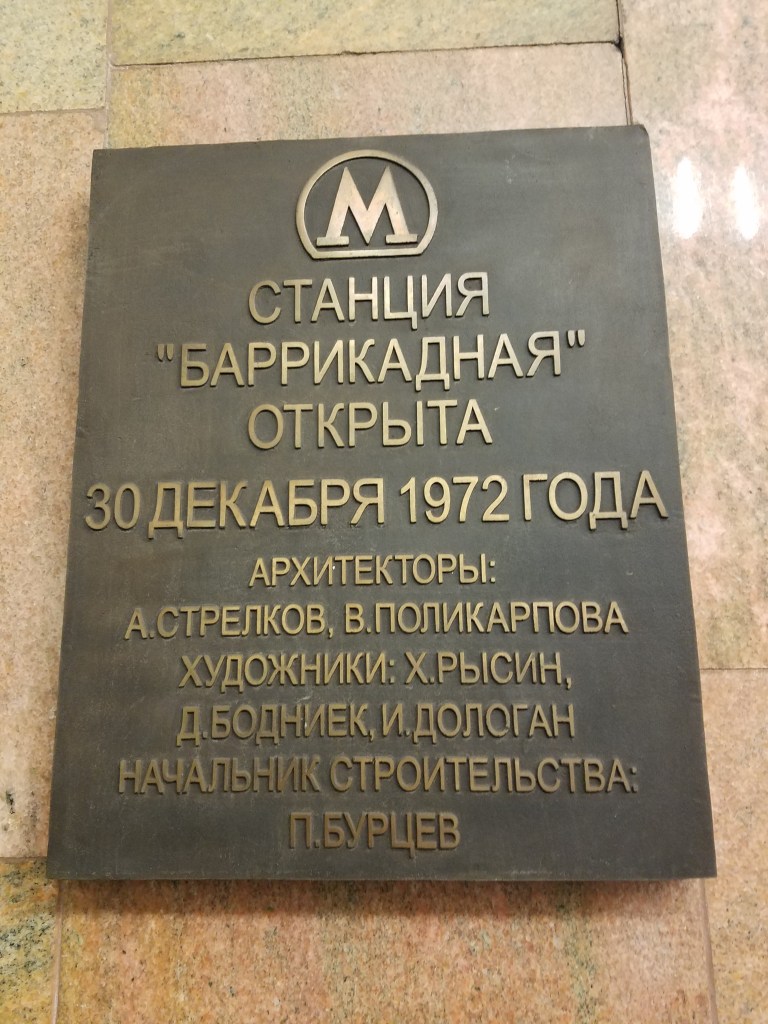 М
СТАНЦИЯ
"БАРРИКАДНАЯ"
ОТКРЫТА
30 ДЕКАБРЯ 1972 ГОДА
АРХИТЕКТОРЫ:
А.СТРЕЛКОВ, В.ПОЛИКАРПОВА
ХУДОЖНИКИ: Х.РЫСИН,
Д.БОДНИЕК, И.ДОЛОГАН
НАЧАЛЬНИК СТРОИТЕЛЬСТВА:
П.БУРЦЕВ